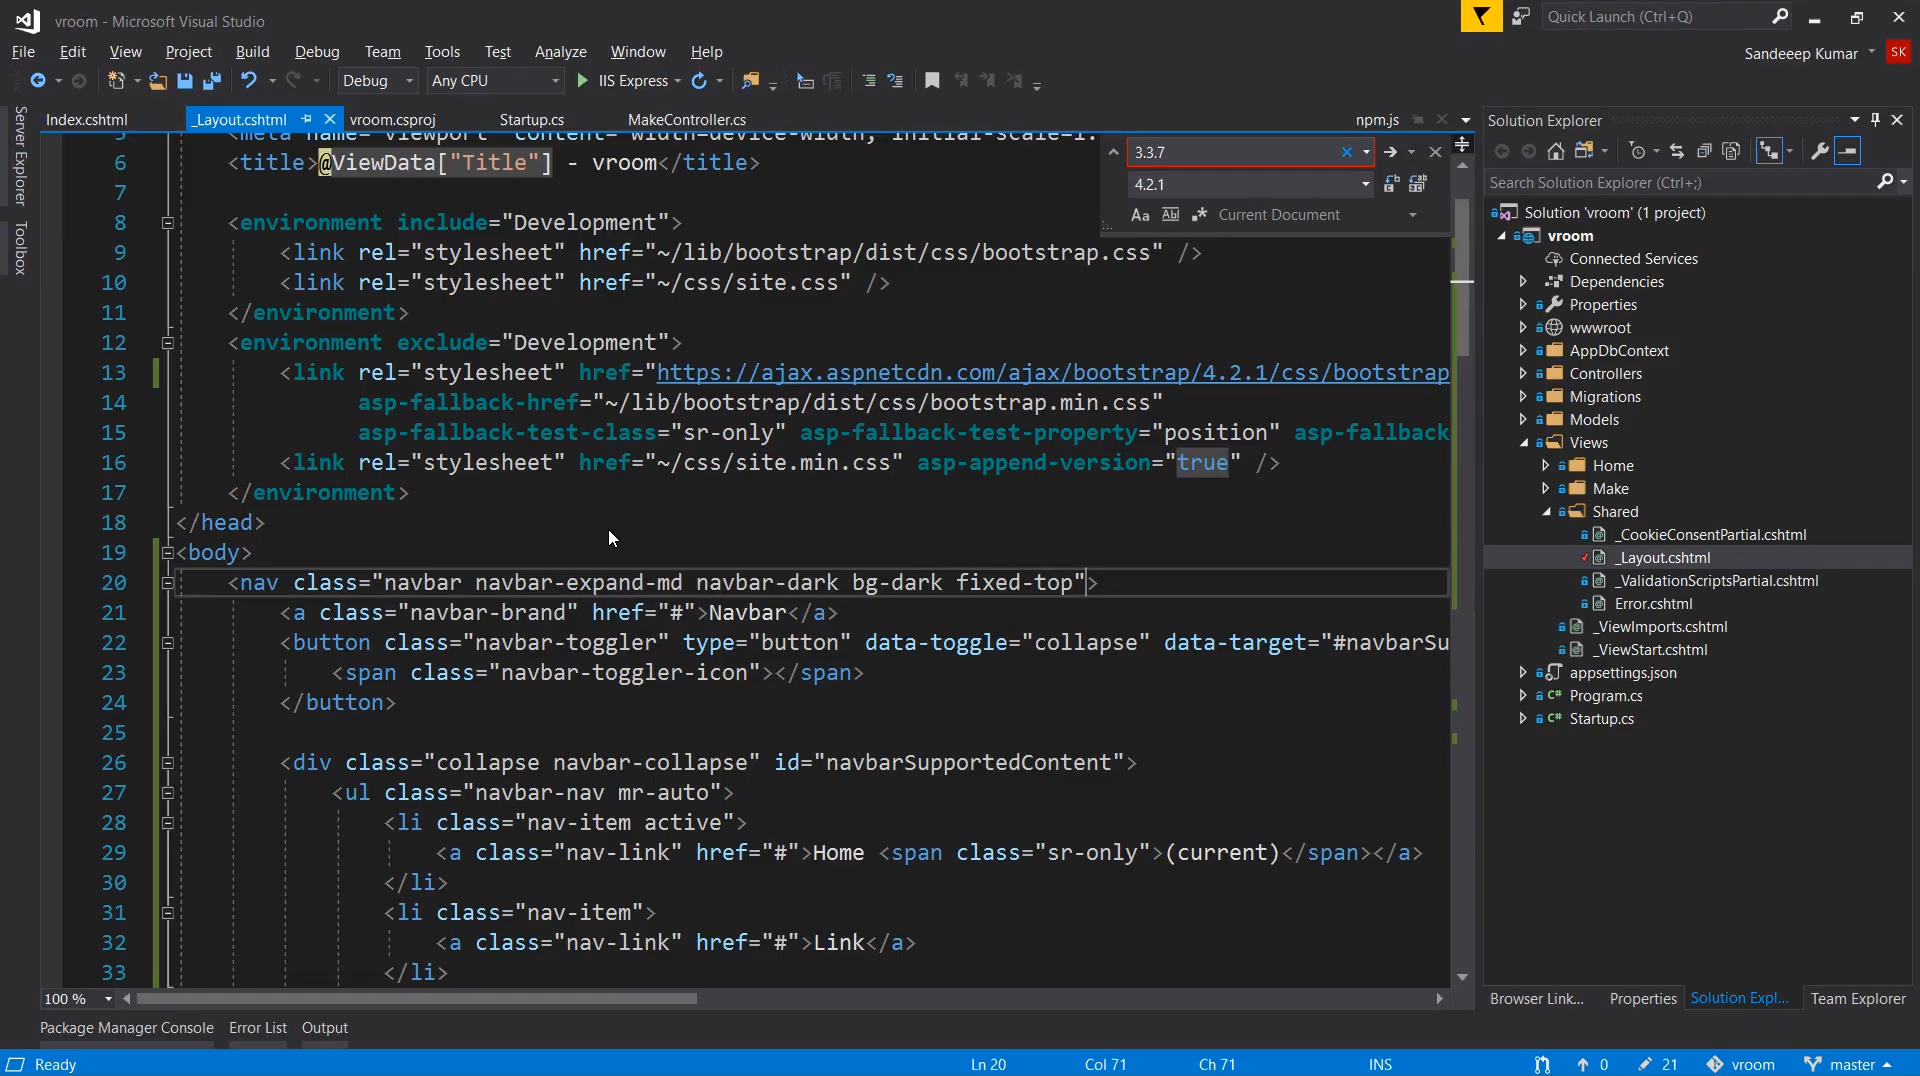 vroom - Microsoft Visual Studio
Quick Launch (Ctrl+Q)
File Edit View Project Build Debug Team Tools Test Analyze Window Help
Sandeeep Kumar SK
Debug Any CPU IIS Express
Server Explorer
Toolbox
Index.cshtml _Layout.cshtml vroom.csproj Startup.cs MakeController.cs npm.js
3.3.7
4.2.1
Aa Abl Current Document
5 <meta name="viewport" content="width=device-width, initial-scale=1.
6 <title>@ViewData["Title"] - vroom</title>
7
8 <environment include="Development">
9 <link rel="stylesheet" href="~/lib/bootstrap/dist/css/bootstrap.css" />
10 <link rel="stylesheet" href="~/css/site.css" />
11 </environment>
12 <environment exclude="Development">
13 <link rel="stylesheet" href="https://ajax.aspnetcdn.com/ajax/bootstrap/4.2.1/css/bootstrap
14 asp-fallback-href="~/lib/bootstrap/dist/css/bootstrap.min.css"
15 asp-fallback-test-class="sr-only" asp-fallback-test-property="position" asp-fallback
16 <link rel="stylesheet" href="~/css/site.min.css" asp-append-version="true" />
17 </environment>
18 </head>
19 <body>
20 <nav class="navbar navbar-expand-md navbar-dark bg-dark fixed-top">
21 <a class="navbar-brand" href="#">Navbar</a>
22 <button class="navbar-toggler" type="button" data-toggle="collapse" data-target="#navbarSu
23 <span class="navbar-toggler-icon"></span>
24 </button>
25
26 <div class="collapse navbar-collapse" id="navbarSupportedContent">
27 <ul class="navbar-nav mr-auto">
28 <li class="nav-item active">
29 <a class="nav-link" href="#">Home <span class="sr-only">(current)</span></a>
30 </li>
31 <li class="nav-item">
32 <a class="nav-link" href="#">Link</a>
33 </li>
100 %
Solution Explorer
Search Solution Explorer (Ctrl+;)
Solution 'vroom' (1 project)
vroom
Connected Services
Dependencies
Properties
wwwroot
AppDbContext
Controllers
Migrations
Models
Views
Home
Make
Shared
_CookieConsentPartial.cshtml
_Layout.cshtml
_ValidationScriptsPartial.cshtml
Error.cshtml
_ViewImports.cshtml
_ViewStart.cshtml
appsettings.json
C# Program.cs
C# Startup.cs
Browser Link... Properties Solution Expl... Team Explorer
Package Manager Console Error List Output
Ready Ln 20 Col 71 Ch 71 INS 0 21 vroom master